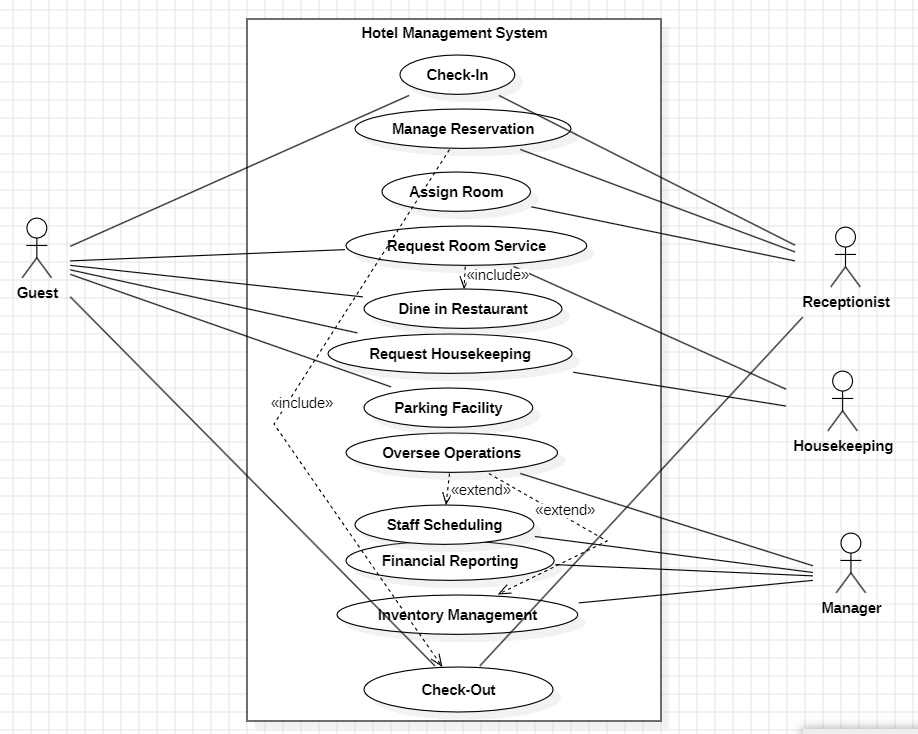 Hotel Management System
Check-In
Manage Reservation
Assign Room
Request Room Service
«include»
Dine in Restaurant
Guest
Receptionist
Request Housekeeping
«include»
Parking Facility
Housekeeping
Oversee Operations
«extend»
«extend»
Staff Scheduling
Financial Reporting
Manager
Inventory Management
Check-Out